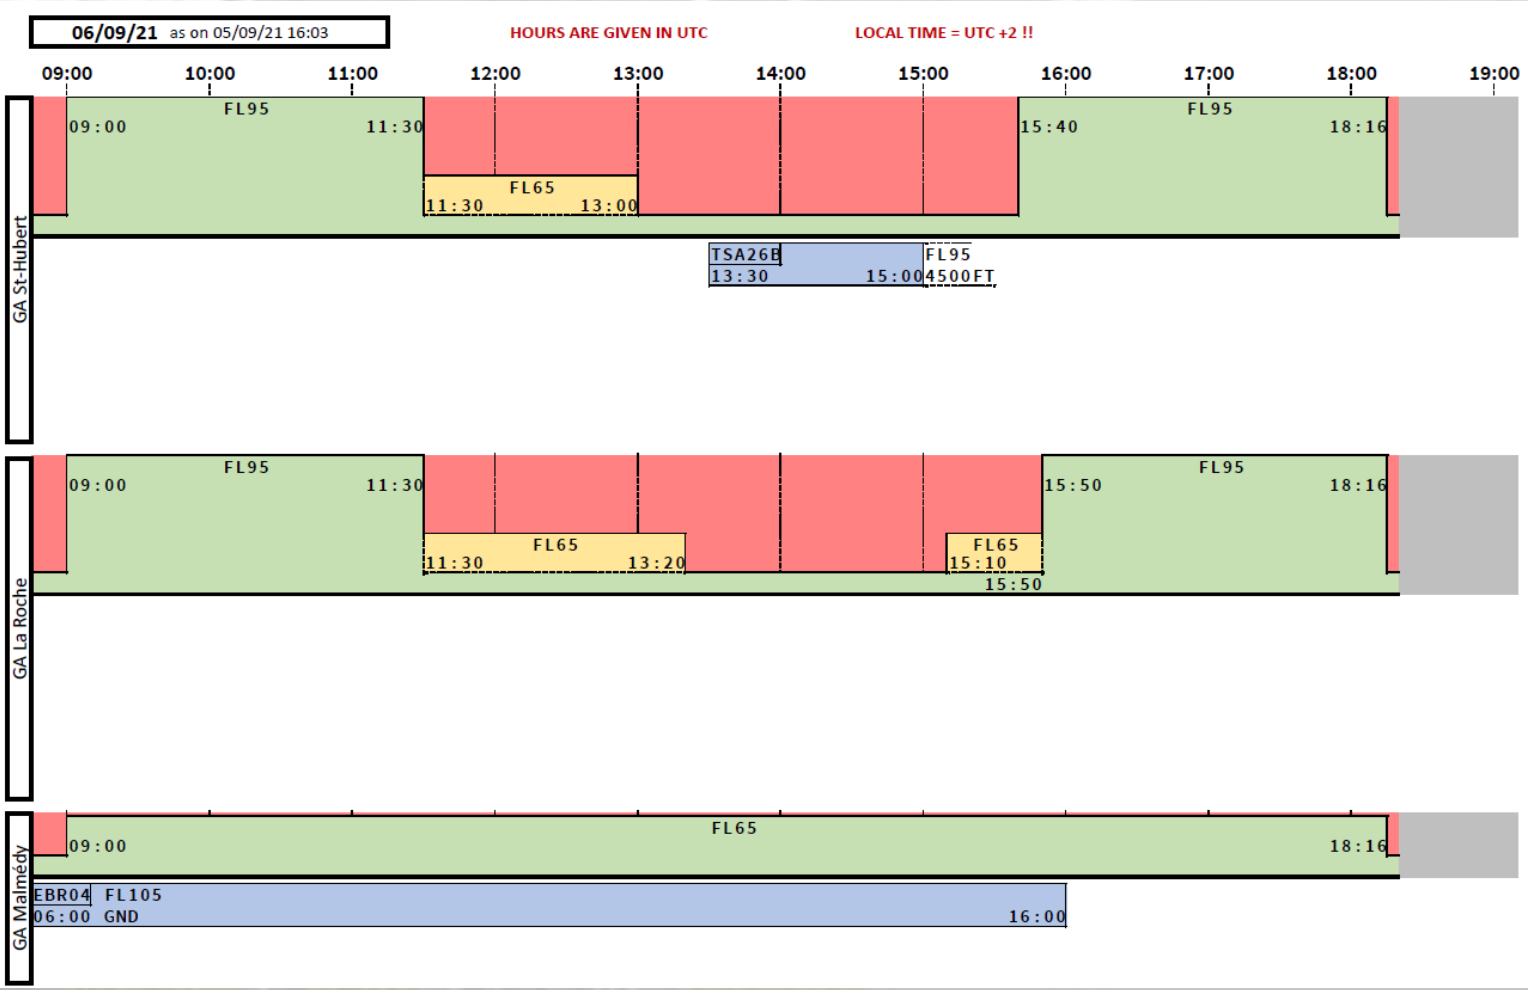 06/09/21 as on 05/09/21 16:03
HOURS ARE GIVEN IN UTC
LOCAL TIME = UTC +2 !!
09:00 10:00 11:00 12:00 13:00 14:00 15:00 16:00 17:00 18:00 19:00
GA St-Hubert
FL95
09:00 11:30
FL65
11:30 13:00
FL95
15:40 18:16
TSA26B
13:30 15:00
FL95
4500FT
GA La Roche
FL95
09:00 11:30
FL65
11:30 13:20
FL65
15:10
15:50
FL95
15:50 18:16
GA Malmédy
FL65
09:00 18:16
EBR04 FL105
06:00 GND 16:00